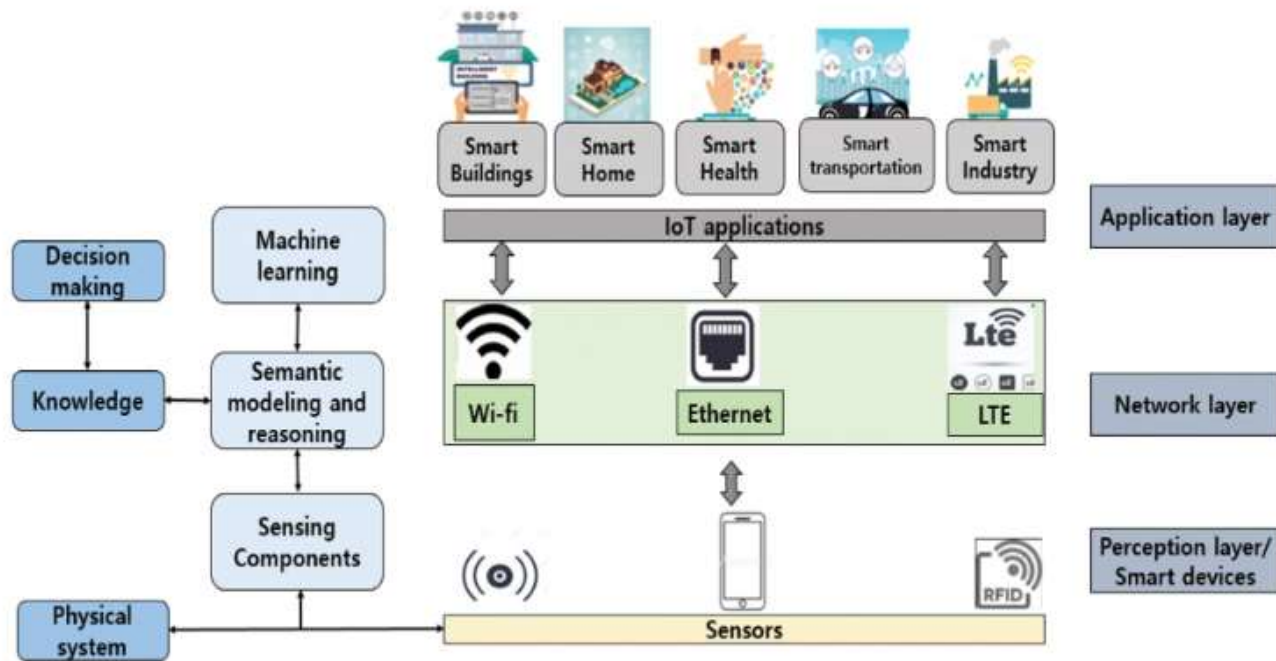 INTELLIGENT
BUILDING
Smart
Buildings
Smart
Home
Smart
Health
Smart
transportation
Smart
Industry
IoT applications
Application layer
Decision
making
Machine
learning
Knowledge
Semantic
modeling and
reasoning
Lte
Wi-fi
Ethernet
LTE
Network layer
Sensing
Components
RFID
Perception layer/
Smart devices
Physical
system
Sensors